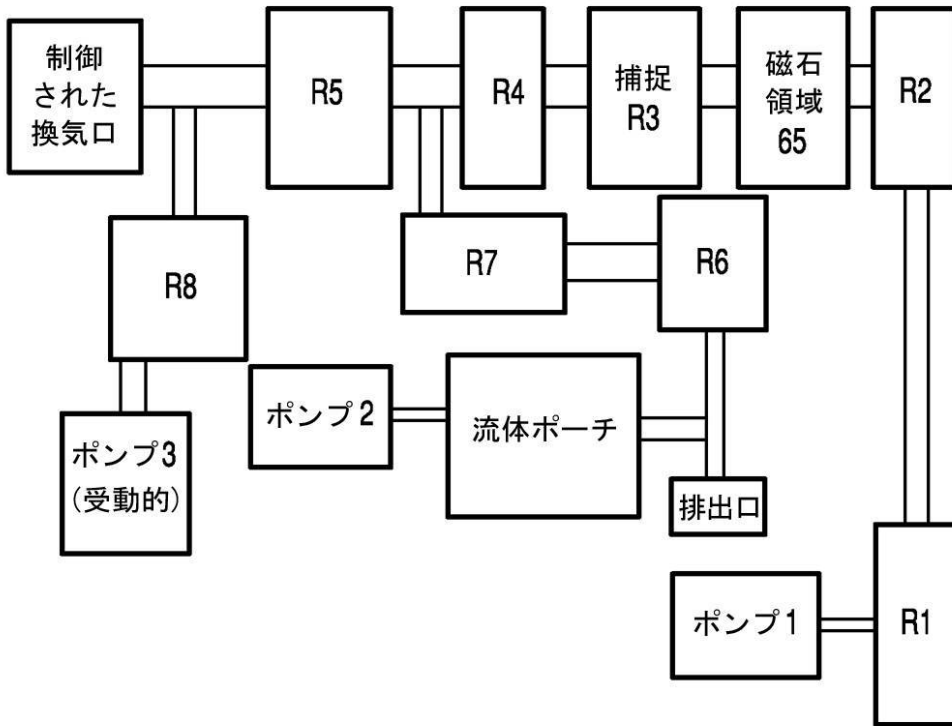 制御
された
換気口
R5
R4
捕捉
R3
磁石
領域
65
R2
R8
R7
R6
ポンプ2
流体ポーチ
ポンプ3
(受動的)
排出口
ポンプ1
R1